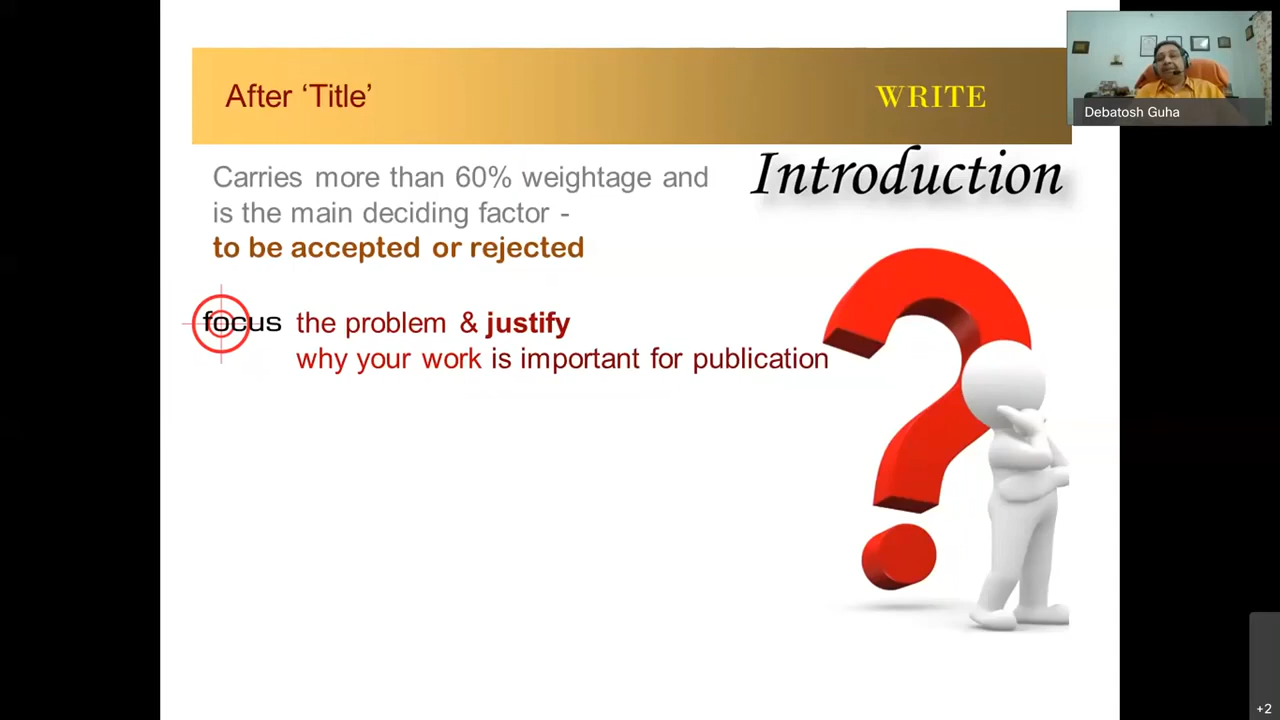 After ‘Title’
WRITE
Debatosh Guha
Introduction
Carries more than 60% weightage and
is the main deciding factor -
to be accepted or rejected
focus the problem & justify
why your work is important for publication
+2